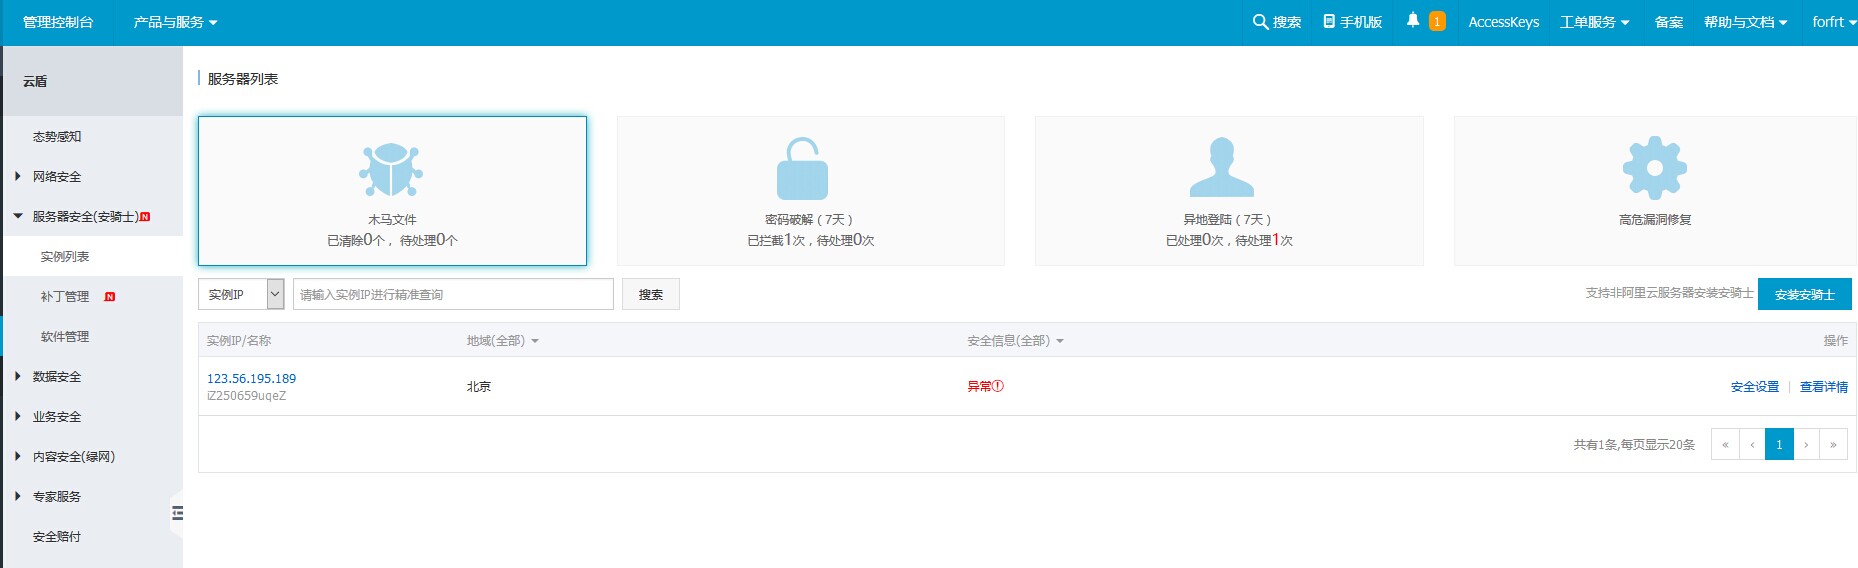 管理控制台 产品与服务 搜索 手机版 1 AccessKeys 工单服务 备案 帮助与文档 forfrt
云盾
态势感知
网络安全
服务器安全(安骑士) N
实例列表
补丁管理 N
软件管理
数据安全
业务安全
内容安全(绿网)
专家服务
安全赔付
服务器列表
木马文件
已清除0个，待处理0个
密码破解（7天）
已拦截1次，待处理0次
异地登陆（7天）
已处理0次，待处理1次
高危漏洞修复
实例IP 请输入实例IP进行精准查询 搜索 支持非阿里云服务器安装安骑士 安装安骑士
实例IP/名称 地域(全部) 安全信息(全部) 操作
123.56.195.189
iZ250659uqeZ
北京 异常 安全设置 查看详情
共有1条,每页显示20条 « ‹ 1 › »